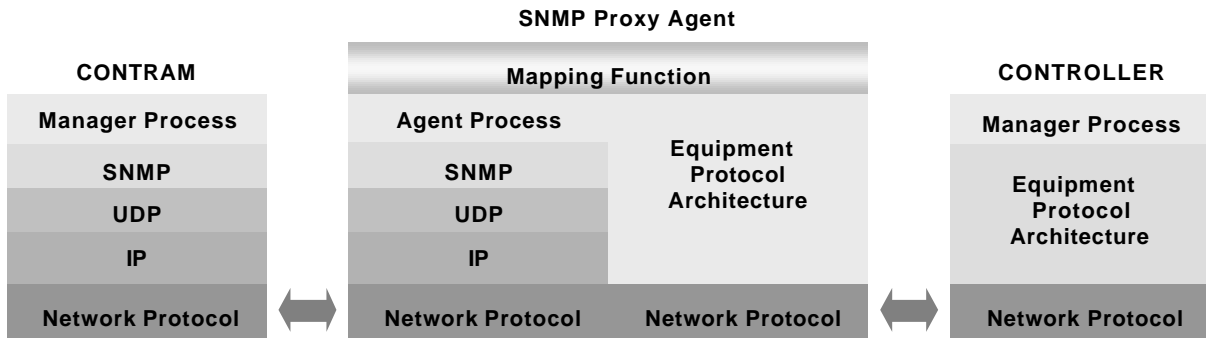 SNMP Proxy Agent
CONTRAM
Manager Process
SNMP
UDP
IP
Network Protocol
Mapping Function
Agent Process
SNMP
UDP
IP
Network Protocol
Equipment
Protocol
Architecture
Network Protocol
CONTROLLER
Manager Process
Equipment
Protocol
Architecture
Network Protocol